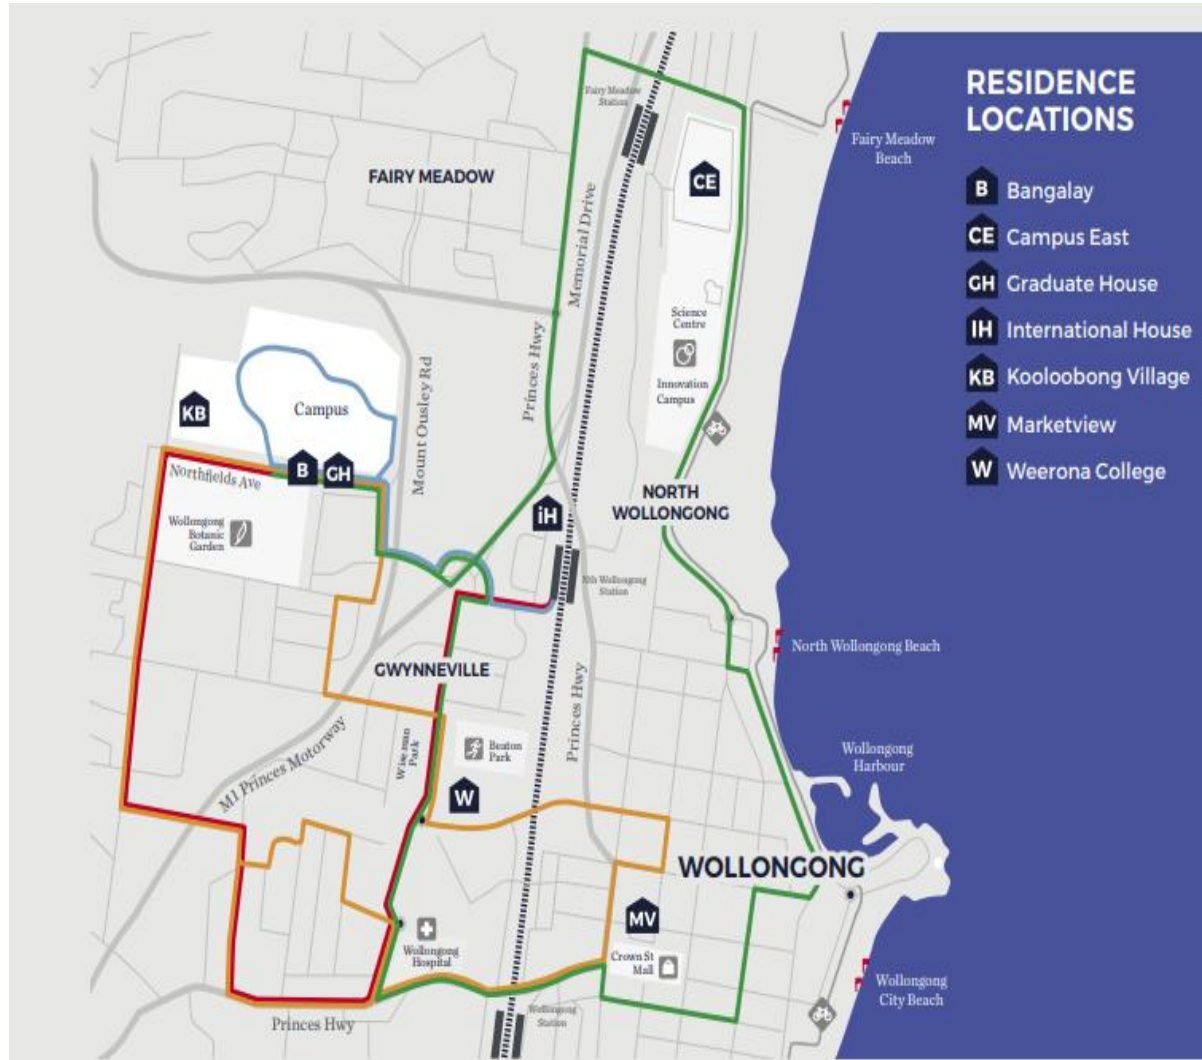 RESIDENCE
LOCATIONS
B Bangalay
CE Campus East
GH Graduate House
IH International House
KB Kooloobong Village
MV Marketview
W Weerona College
Fairy Meadow
Station
Fairy Meadow
Beach
FAIRY MEADOW
CE
Memorial Drive
Science
Centre
Princes Hwy
Innovation
Campus
Mount Ousley Rd
KB
Campus
Northfields Ave
B
GH
NORTH
WOLLONGONG
iH
Wollongong
Botanic
Garden
Nth Wollongong
Station
North Wollongong Beach
GWYNNEVILLE
Princes Hwy
Wiseman
Park
Beaton
Park
M1 Princes Motorway
Wollongong
Harbour
W
WOLLONGONG
MV
Wollongong
Hospital
Crown St
Mall
Wollongong
City Beach
Wollongong
Station
Princes Hwy